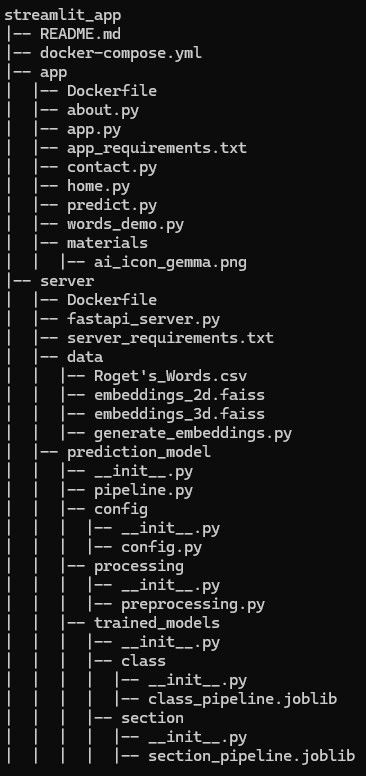 streamlit_app
|-- README.md
|-- docker-compose.yml
|-- app
|  |-- Dockerfile
|  |-- about.py
|  |-- app.py
|  |-- app_requirements.txt
|  |-- contact.py
|  |-- home.py
|  |-- predict.py
|  |-- words_demo.py
|  |-- materials
|  |  |-- ai_icon_gemma.png
|-- server
|  |-- Dockerfile
|  |-- fastapi_server.py
|  |-- server_requirements.txt
|  |-- data
|  |  |-- Roget's_Words.csv
|  |  |-- embeddings_2d.faiss
|  |  |-- embeddings_3d.faiss
|  |  |-- generate_embeddings.py
|  |-- prediction_model
|  |  |-- __init__.py
|  |  |-- pipeline.py
|  |  |-- config
|  |  |  |-- __init__.py
|  |  |  |-- config.py
|  |  |-- processing
|  |  |  |-- __init__.py
|  |  |  |-- preprocessing.py
|  |  |-- trained_models
|  |  |  |-- __init__.py
|  |  |  |-- class
|  |  |  |  |-- __init__.py
|  |  |  |  |-- class_pipeline.joblib
|  |  |  |-- section
|  |  |  |  |-- __init__.py
|  |  |  |  |-- section_pipeline.joblib